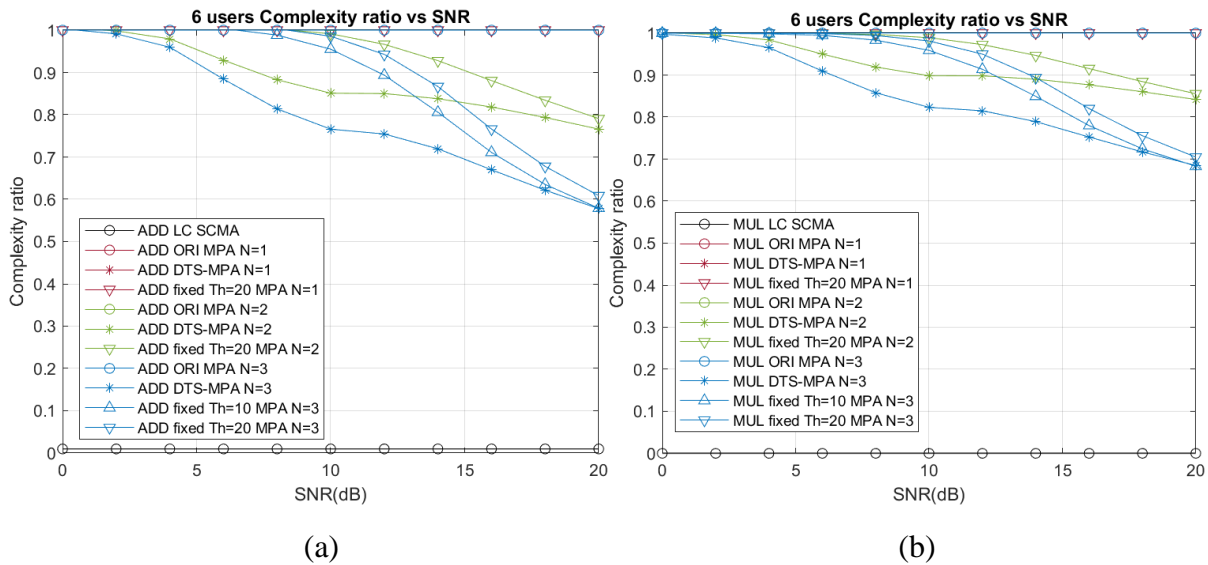 6 users Complexity ratio vs SNR
1
0.9
0.8
0.7
0.6
0.5
0.4
0.3
0.2
0.1
0
Complexity ratio
ADD LC SCMA
ADD ORI MPA N=1
ADD DTS-MPA N=1
ADD fixed Th=20 MPA N=1
ADD ORI MPA N=2
ADD DTS-MPA N=2
ADD fixed Th=20 MPA N=2
ADD ORI MPA N=3
ADD DTS-MPA N=3
ADD fixed Th=10 MPA N=3
ADD fixed Th=20 MPA N=3
0 5 10 15 20
SNR(dB)
(a)
6 users Complexity ratio vs SNR
1
0.9
0.8
0.7
0.6
0.5
0.4
0.3
0.2
0.1
0
Complexity ratio
MUL LC SCMA
MUL ORI MPA N=1
MUL DTS-MPA N=1
MUL fixed Th=20 MPA N=1
MUL ORI MPA N=2
MUL DTS-MPA N=2
MUL fixed Th=20 MPA N=2
MUL ORI MPA N=3
MUL DTS-MPA N=3
MUL fixed Th=10 MPA N=3
MUL fixed Th=20 MPA N=3
0 5 10 15 20
SNR(dB)
(b)